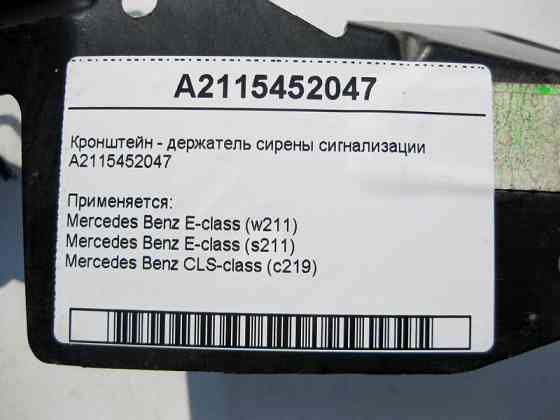 A2115452047
Кронштейн - держатель сирены сигнализации
A2115452047
Применяется:
Mercedes Benz E-class (w211)
Mercedes Benz E-class (s211)
Mercedes Benz CLS-class (c219)